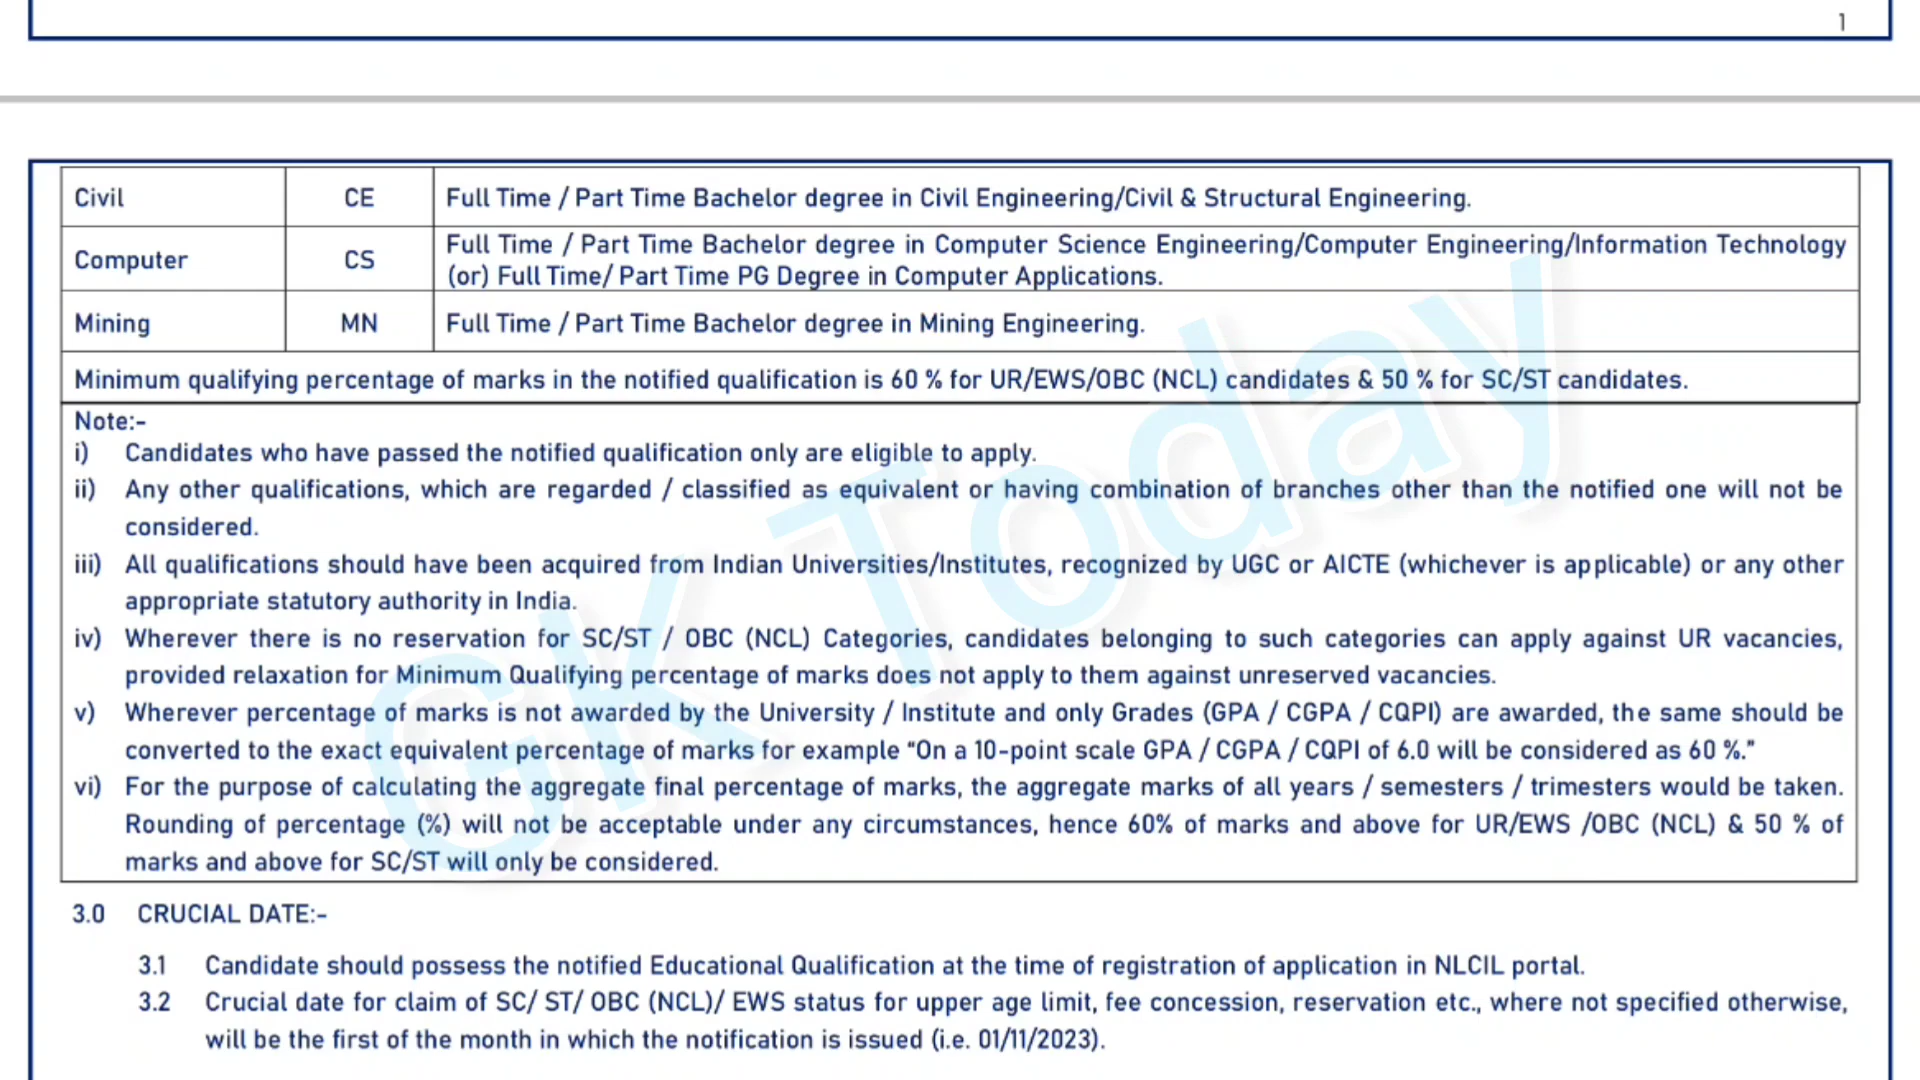 1
Civil CE Full Time / Part Time Bachelor degree in Civil Engineering/Civil & Structural Engineering.
Computer CS Full Time / Part Time Bachelor degree in Computer Science Engineering/Computer Engineering/Information Technology
(or) Full Time/ Part Time PG Degree in Computer Applications.
Mining MN Full Time / Part Time Bachelor degree in Mining Engineering.
Minimum qualifying percentage of marks in the notified qualification is 60 % for UR/EWS/OBC (NCL) candidates & 50 % for SC/ST candidates.
Note:-
i) Candidates who have passed the notified qualification only are eligible to apply.
ii) Any other qualifications, which are regarded / classified as equivalent or having combination of branches other than the notified one will not be
considered.
iii) All qualifications should have been acquired from Indian Universities/Institutes, recognized by UGC or AICTE (whichever is applicable) or any other
appropriate statutory authority in India.
iv) Wherever there is no reservation for SC/ST / OBC (NCL) Categories, candidates belonging to such categories can apply against UR vacancies,
provided relaxation for Minimum Qualifying percentage of marks does not apply to them against unreserved vacancies.
v) Wherever percentage of marks is not awarded by the University / Institute and only Grades (GPA / CGPA / CQPI) are awarded, the same should be
converted to the exact equivalent percentage of marks for example “On a 10-point scale GPA / CGPA / CQPI of 6.0 will be considered as 60 %.”
vi) For the purpose of calculating the aggregate final percentage of marks, the aggregate marks of all years / semesters / trimesters would be taken.
Rounding of percentage (%) will not be acceptable under any circumstances, hence 60% of marks and above for UR/EWS /OBC (NCL) & 50 % of
marks and above for SC/ST will only be considered.
3.0 CRUCIAL DATE:-
3.1 Candidate should possess the notified Educational Qualification at the time of registration of application in NLCIL portal.
3.2 Crucial date for claim of SC/ ST/ OBC (NCL)/ EWS status for upper age limit, fee concession, reservation etc., where not specified otherwise,
will be the first of the month in which the notification is issued (i.e. 01/11/2023).
GK Today